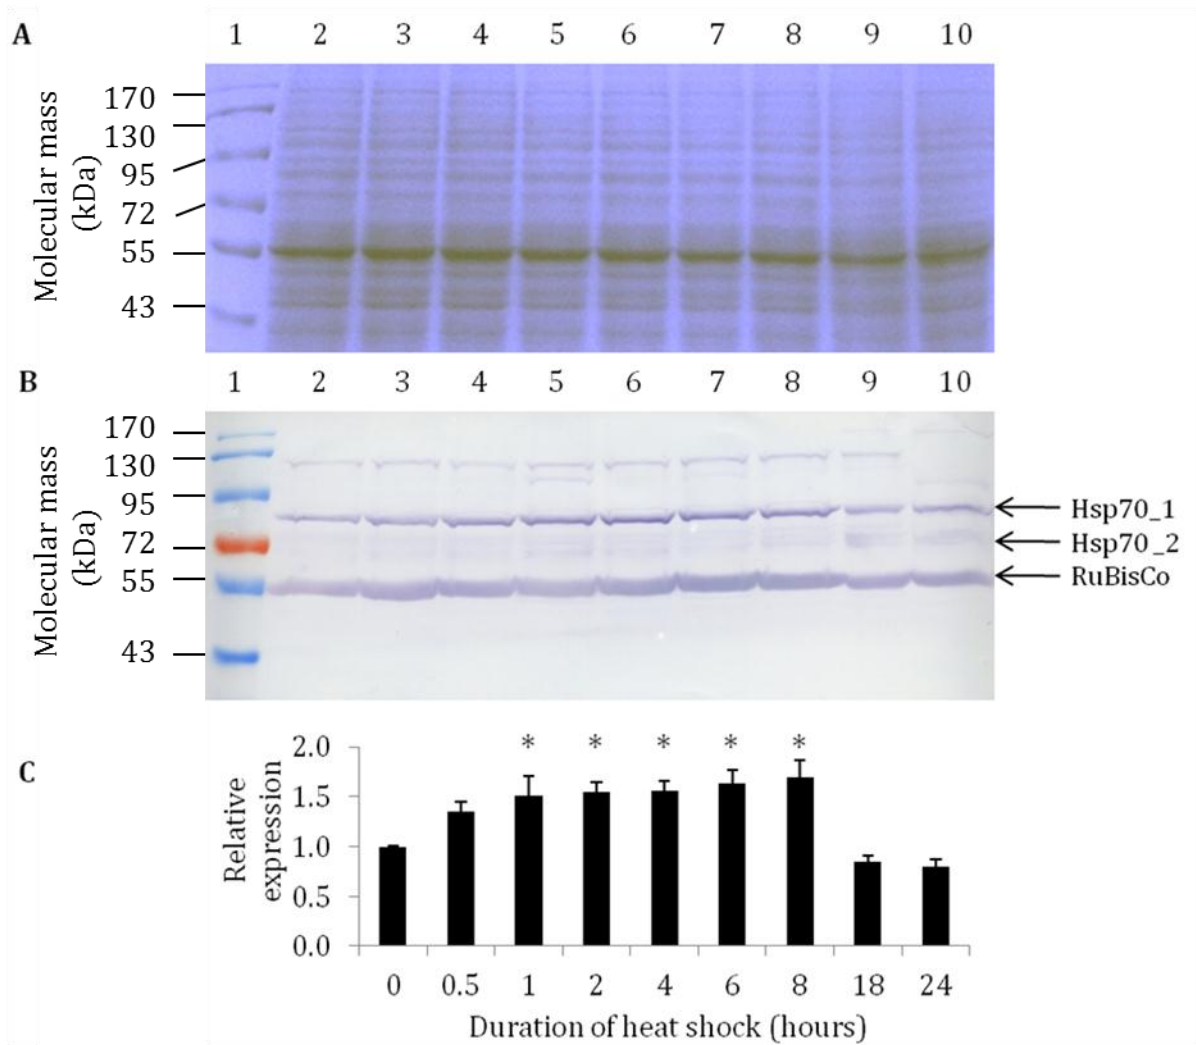 A
1 2 3 4 5 6 7 8 9 10
Molecular mass
(kDa)
170
130
95
72
55
43
B
1 2 3 4 5 6 7 8 9 10
Molecular mass
(kDa)
170
130
95
72
55
43
Hsp70_1
Hsp70_2
RuBisCo
C
Relative
expression
2.0
1.5
1.0
0.5
0.0
* * * * *
0 0.5 1 2 4 6 8 18 24
Duration of heat shock (hours)